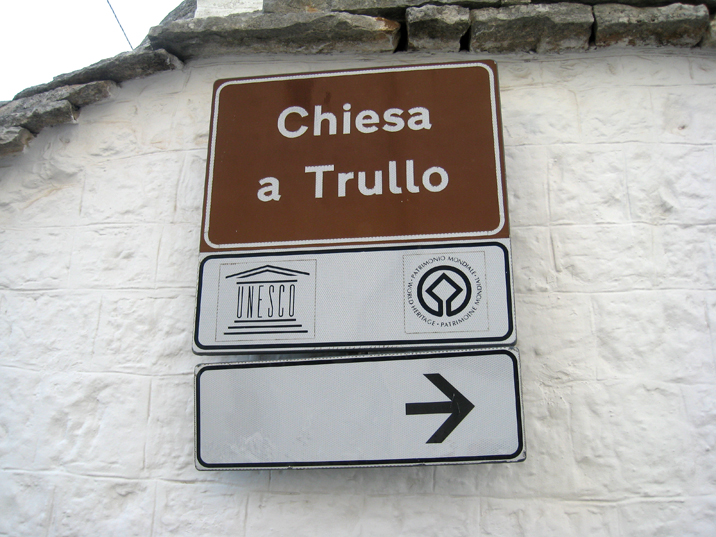 Chiesa
a Trullo
UNESCO
PATRIMONIO MONDIALE • WORLD HERITAGE • PATRIMOINE MONDIAL •